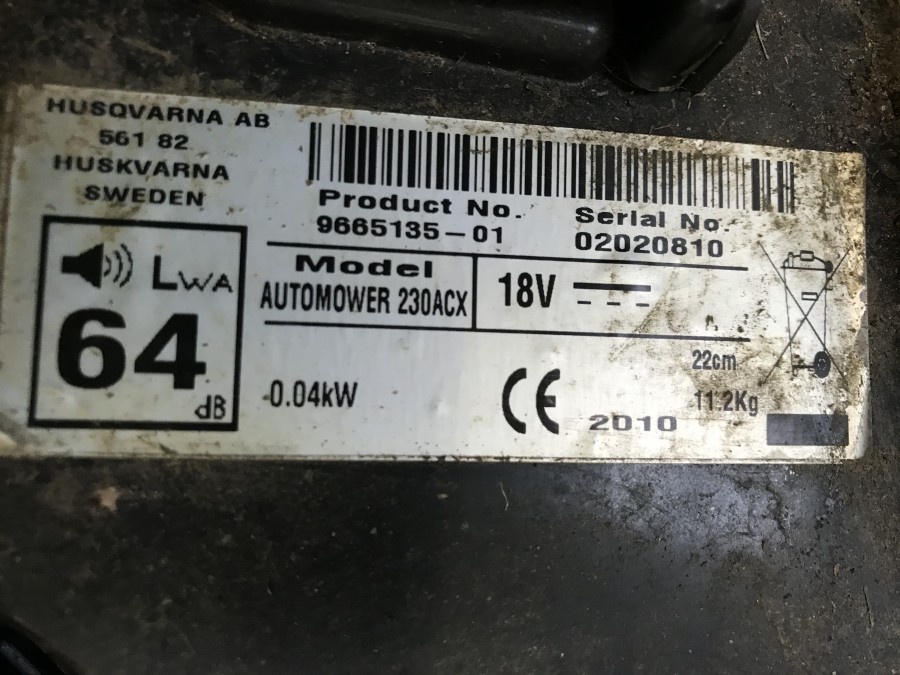 HUSQVARNA AB
561 82
HUSKVARNA
SWEDEN
Product No.
9665135-01
Serial No.
02020810
LWA
64
dB
Model
AUTOMOWER 230ACX
18V
0.04kW
CE
2010
22cm
11.2Kg